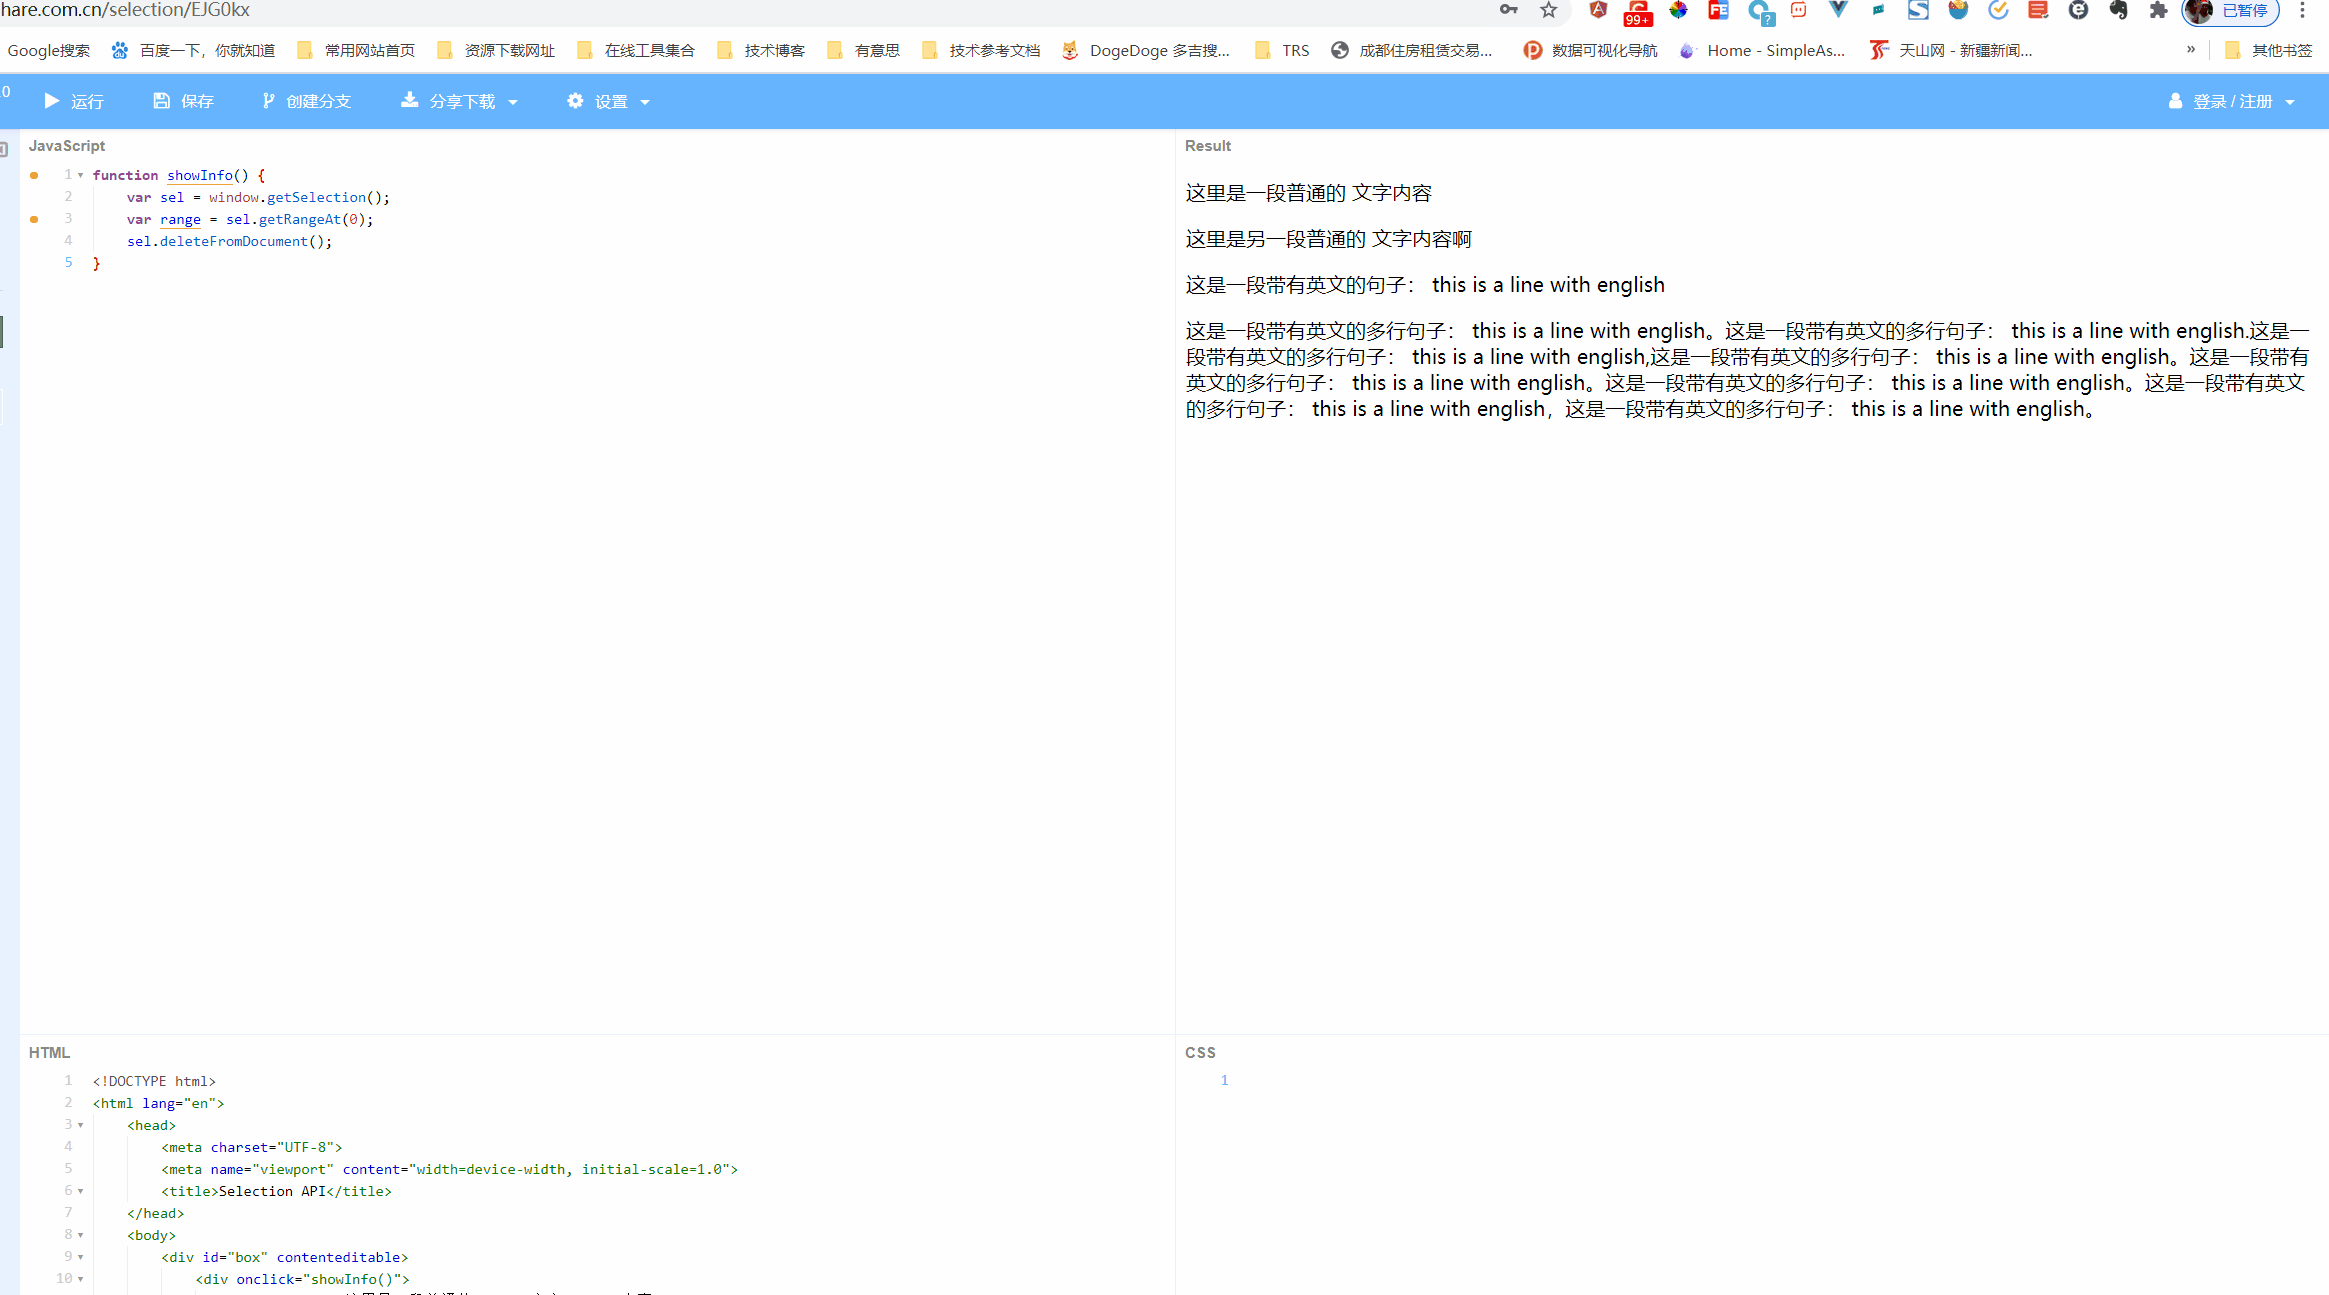 hare.com.cn/selection/EJG0kx
99+
FE
?
已暂停
Google搜索 百度一下，你就知道 常用网站首页 资源下载网址 在线工具集合 技术博客 有意思 技术参考文档 DogeDoge 多吉搜... TRS 成都住房租赁交易... 数据可视化导航 Home - SimpleAs... 天山网 - 新疆新闻... » 其他书签
0 运行 保存 创建分支 分享下载 设置 登录 / 注册
JavaScript
1 function showInfo() {
2 var sel = window.getSelection();
3 var range = sel.getRangeAt(0);
4 sel.deleteFromDocument();
5 }
Result
这里是一段普通的 文字内容
这里是另一段普通的 文字内容啊
这是一段带有英文的句子： this is a line with english
这是一段带有英文的多行句子： this is a line with english。这是一段带有英文的多行句子： this is a line with english.这是一
段带有英文的多行句子： this is a line with english,这是一段带有英文的多行句子： this is a line with english。这是一段带有
英文的多行句子： this is a line with english。这是一段带有英文的多行句子： this is a line with english。这是一段带有英文
的多行句子： this is a line with english，这是一段带有英文的多行句子： this is a line with english。
HTML
1 <!DOCTYPE html>
2 <html lang="en">
3 <head>
4 <meta charset="UTF-8">
5 <meta name="viewport" content="width=device-width, initial-scale=1.0">
6 <title>Selection API</title>
7 </head>
8 <body>
9 <div id="box" contenteditable>
10 <div onclick="showInfo()">
CSS
1